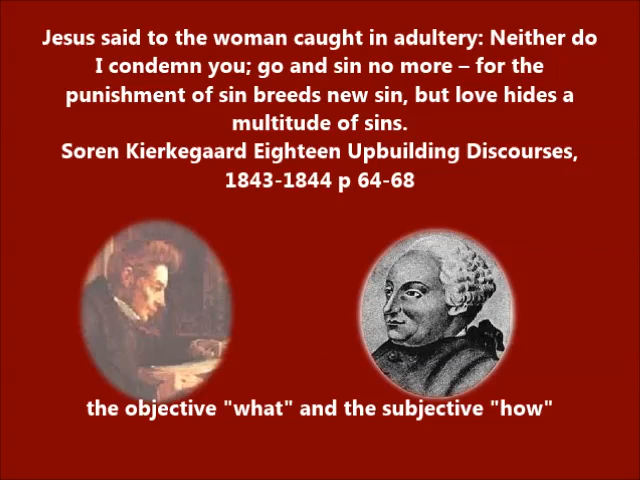 Jesus said to the woman caught in adultery: Neither do
I condemn you; go and sin no more – for the
punishment of sin breeds new sin, but love hides a
multitude of sins.
Soren Kierkegaard Eighteen Upbuilding Discourses,
1843-1844 p 64-68
the objective "what" and the subjective "how"